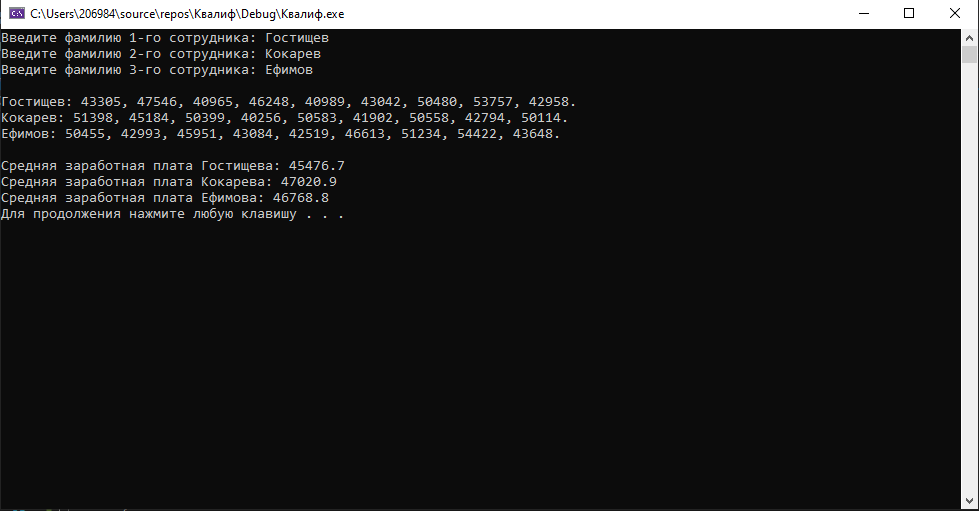 C:\Users\206984\source\repos\Квалиф\Debug\Квалиф.exe
Введите фамилию 1-го сотрудника: Гостищев
Введите фамилию 2-го сотрудника: Кокарев
Введите фамилию 3-го сотрудника: Ефимов
Гостищев: 43305, 47546, 40965, 46248, 40989, 43042, 50480, 53757, 42958.
Кокарев: 51398, 45184, 50399, 40256, 50583, 41902, 50558, 42794, 50114.
Ефимов: 50455, 42993, 45951, 43084, 42519, 46613, 51234, 54422, 43648.
Средняя заработная плата Гостищева: 45476.7
Средняя заработная плата Кокарева: 47020.9
Средняя заработная плата Ефимова: 46768.8
Для продолжения нажмите любую клавишу . . .